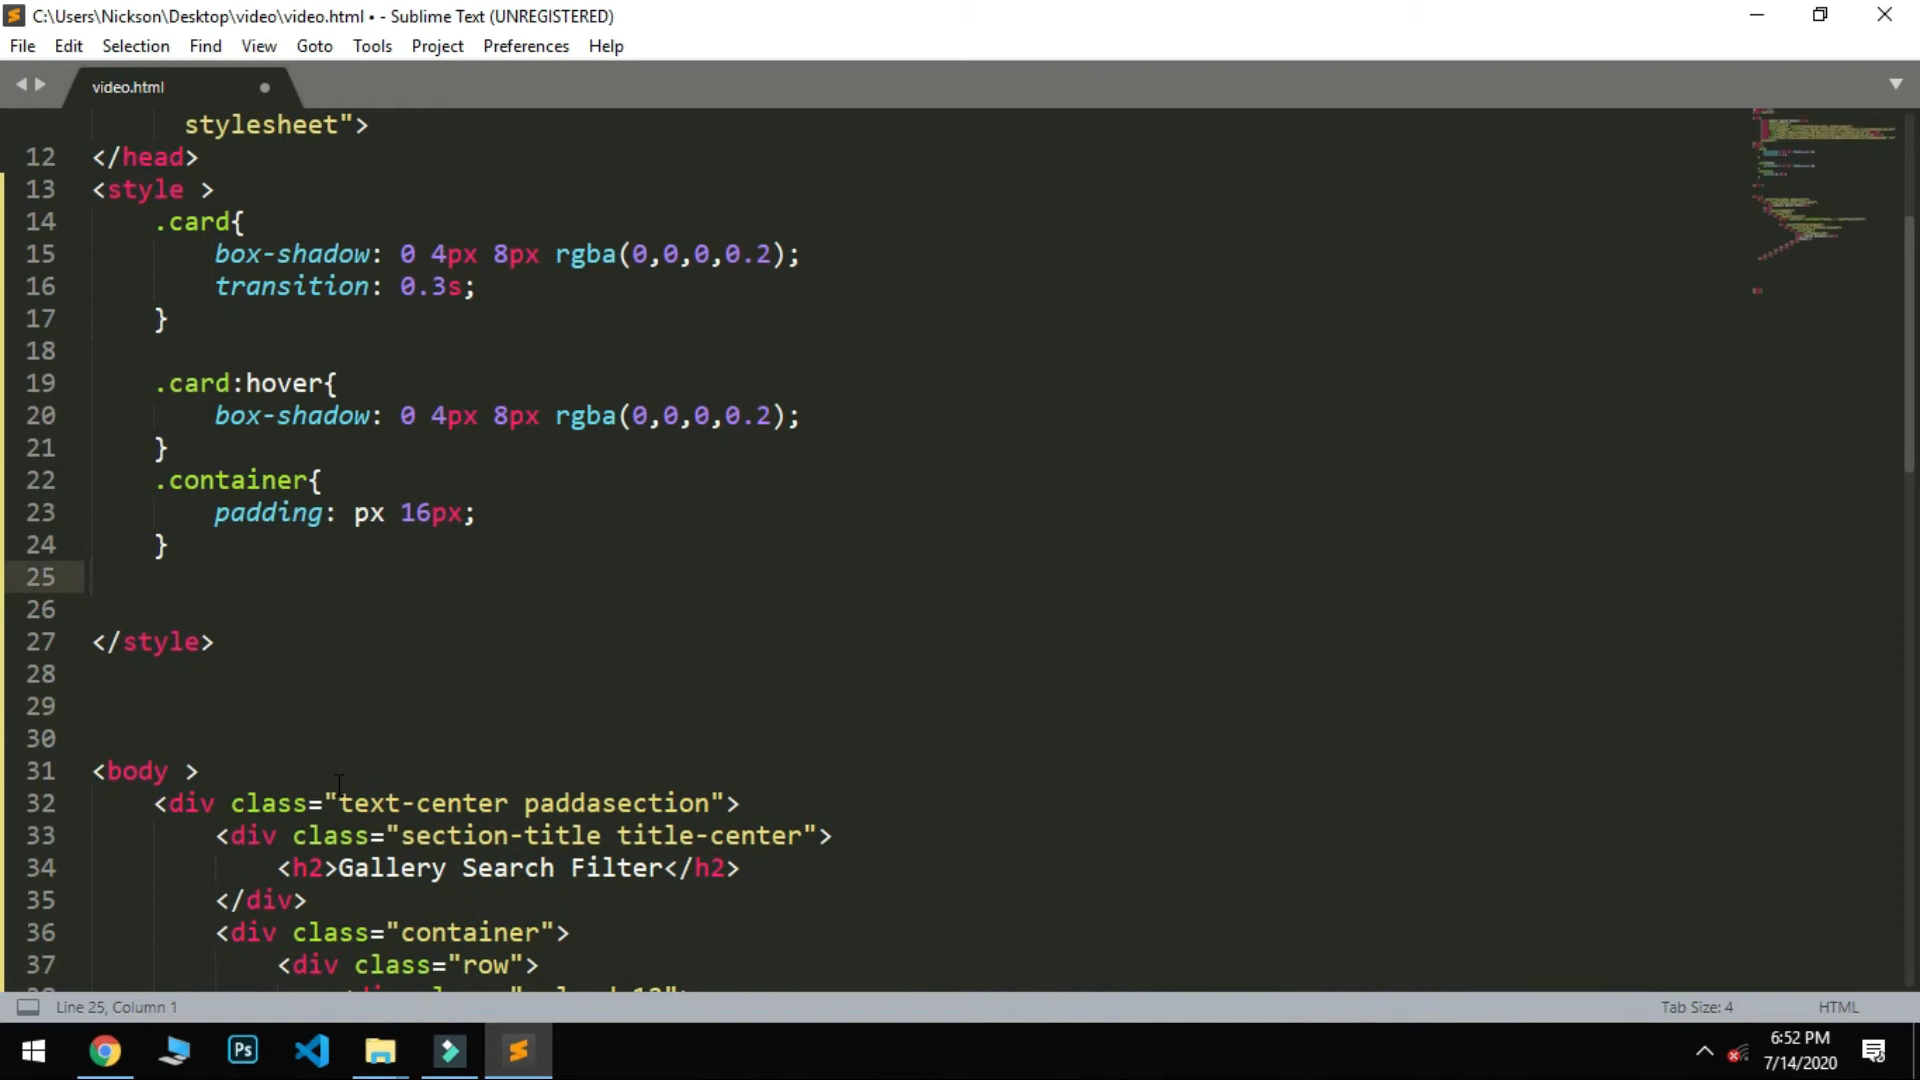 C:\Users\Nickson\Desktop\video\video.html • - Sublime Text (UNREGISTERED)
File Edit Selection Find View Goto Tools Project Preferences Help
video.html
stylesheet">
12 </head>
13 <style >
14 .card{
15 box-shadow: 0 4px 8px rgba(0,0,0,0.2);
16 transition: 0.3s;
17 }
18
19 .card:hover{
20 box-shadow: 0 4px 8px rgba(0,0,0,0.2);
21 }
22 .container{
23 padding: px 16px;
24 }
25
26
27 </style>
28
29
30
31 <body >
32 <div class="text-center paddasection">
33 <div class="section-title title-center">
34 <h2>Gallery Search Filter</h2>
35 </div>
36 <div class="container">
37 <div class="row">
Line 25, Column 1 Tab Size: 4 HTML
Ps
6:52 PM
7/14/2020